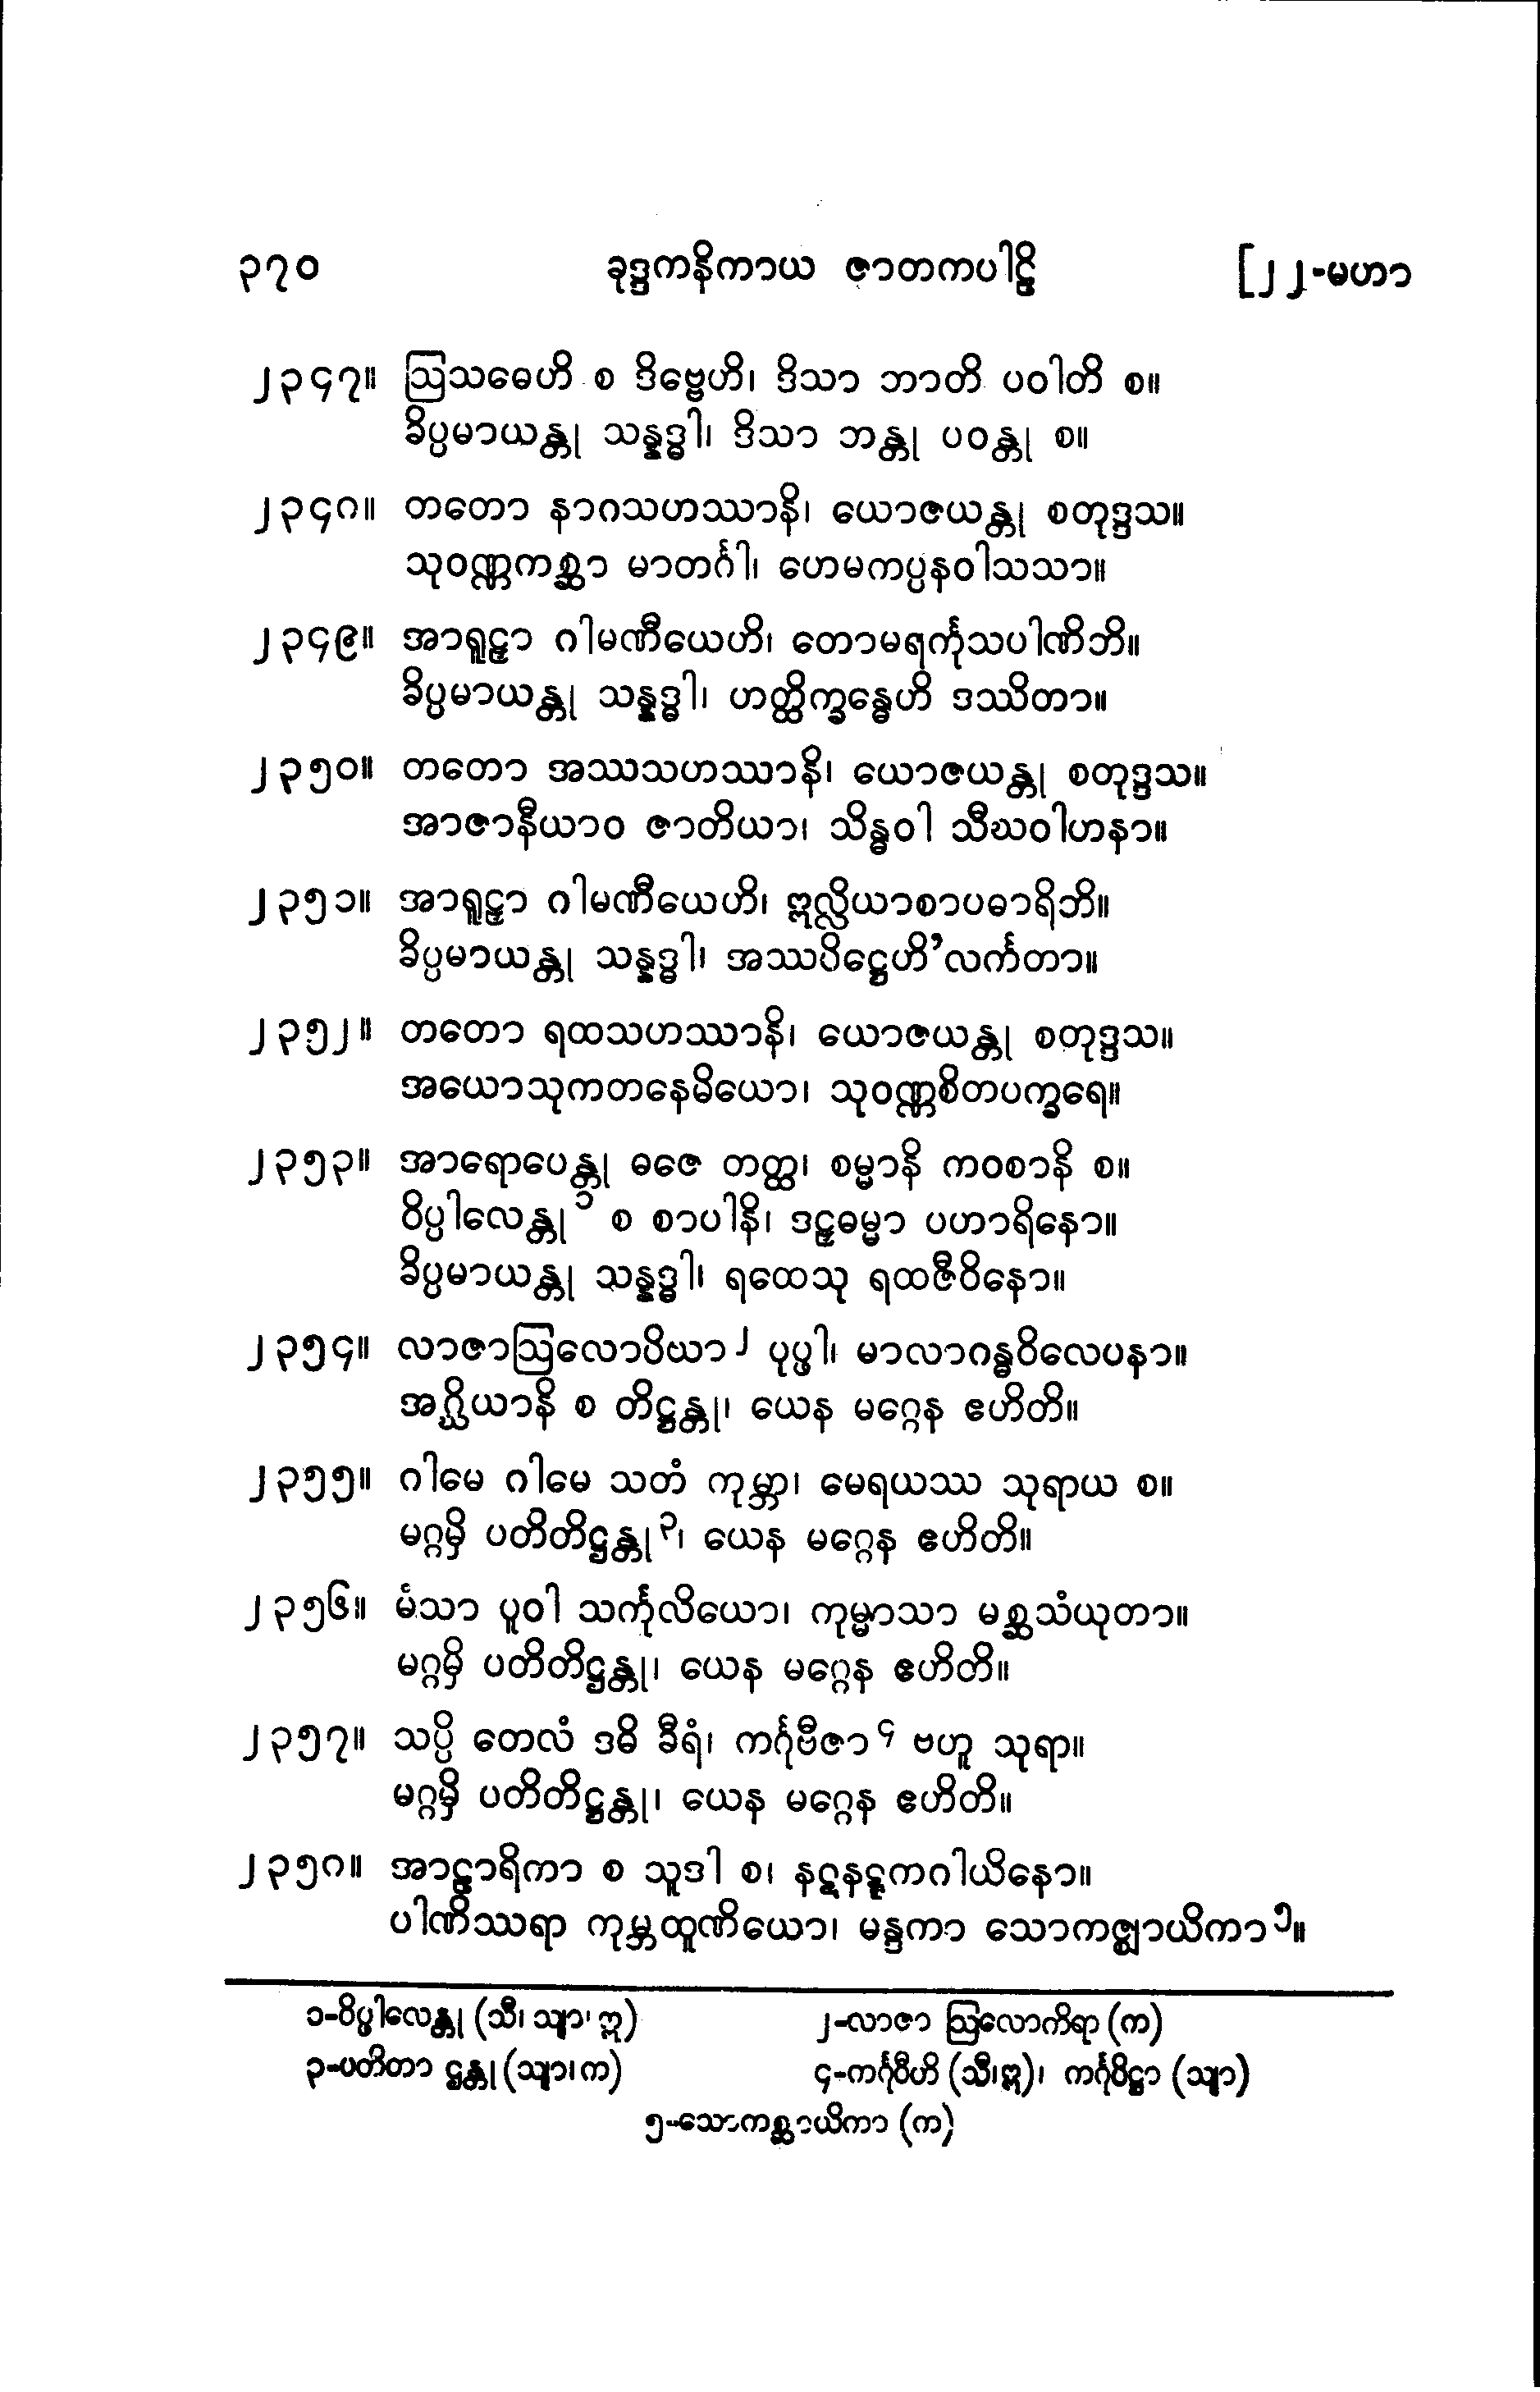 ၃၇၀ ခုဒ္ဒကနိကာယ ဇာတကပါဠိ [၂၂-မဟာ
၂၃၄၇။ ဩသဓေဟိ စ ဒိဗ္ဗေဟိ၊ ဒိသာ ဘာတိ ပဝါတိ စ။
ခိပ္ပမာယန္တု သန္နဒ္ဓါ၊ ဒိသာ ဘန္တု ပဝန္တု စ။
၂၃၄၈။ တတော နာဂသဟဿာနိ၊ ယောဇယန္တု စတုဒ္ဒသ။
သုဝဏ္ဏကစ္ဆာ မာတင်္ဂါ၊ ဟေမကပ္ပနဝါသသာ။
၂၃၄၉။ အာရူဠှာ ဂါမဏီယေဟိ၊ တောမရင်္ကုသပါဏိဘိ။
ခိပ္ပမာယန္တု သန္နဒ္ဓါ၊ ဟတ္ထိက္ခန္ဓေဟိ ဒဿိတာ။
၂၃၅၀။ တတော အဿသဟဿာနိ၊ ယောဇယန္တု စတုဒ္ဒသ။
အာဇာနီယာဝ ဇာတိယာ၊ သိန္ဓဝါ သီဃဝါဟနာ။
၂၃၅၁။ အာရူဠှာ ဂါမဏီယေဟိ၊ ဣလ္လိယာစာပဓာရိဘိ။
ခိပ္ပမာယန္တု သန္နဒ္ဓါ၊ အဿပိဋ္ဌေဟိ’လင်္ကတာ။
၂၃၅၂။ တတော ရထသဟဿာနိ၊ ယောဇယန္တု စတုဒ္ဒသ။
အယောသုကတနေမိယော၊ သုဝဏ္ဏစိတပက္ခရေ။
၂၃၅၃။ အာရောပေန္တု ဓဇေ တတ္ထ၊ စမ္မာနိ ကဝစာနိ စ။
ဝိပ္ပါလေန္တု၁ စ စာပါနိ၊ ဒဠှဓမ္မာ ပဟာရိနော။
ခိပ္ပမာယန္တု သန္နဒ္ဓါ၊ ရထေသု ရထဇီဝိနော။
၂၃၅၄။ လာဇာဩလောပိယာ၂ ပုပ္ဖါ၊ မာလာဂန္ဓဝိလေပနာ။
အဂ္ဃိယာနိ စ တိဋ္ဌန္တု၊ ယေန မဂ္ဂေန ဧဟိတိ။
၂၃၅၅။ ဂါမေ ဂါမေ သတံ ကုမ္ဘာ၊ မေရယဿ သုရာယ စ။
မဂ္ဂမှိ ပတိတိဋ္ဌန္တု၃၊ ယေန မဂ္ဂေန ဧဟိတိ။
၂၃၅၆။ မံသာ ပူဝါ သင်္ကုလိယော၊ ကုမ္မာသာ မစ္ဆသံယုတာ။
မဂ္ဂမှိ ပတိတိဋ္ဌန္တု၊ ယေန မဂ္ဂေန ဧဟိတိ။
၂၃၅၇။ သပ္ပိ တေလံ ဒဓိ ခီရံ၊ ကင်္ဂုဗီဇာ၄ ဗဟူ သုရာ။
မဂ္ဂမှိ ပတိတိဋ္ဌန္တု၊ ယေန မဂ္ဂေန ဧဟိတိ။
၂၃၅၈။ အာဠာရိကာ စ သူဒါ စ၊ နဋနဋ္ဋကဂါယိနော။
ပါဏိဿရာ ကုမ္ဘထူဏိယော၊ မန္ဒကာ သောကဇ္ဈာယိကာ၅။
၁-ဝိပ္ဖါလေန္တု (သီ၊ သျာ၊ ဣ) ၂-လာဇာ ဩလောကိရာ (က)
၃-ပတိတာ ဋ္ဌန္တု (သျာ၊ က) ၄-ကင်္ဂုဝီဟိ (သီ၊ ဣ)၊ ကင်္ဂုပိဋ္ဌာ (သျာ)
၅-သောကစ္ဆာယိကာ (က)